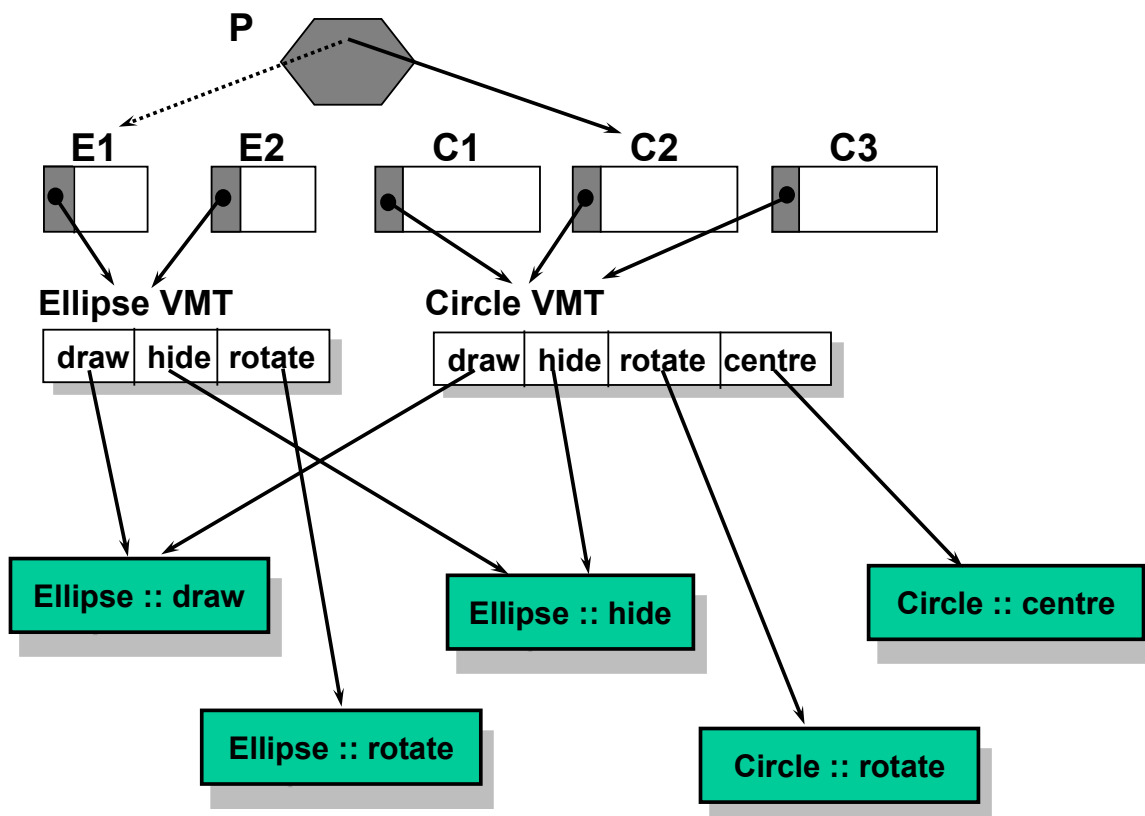 P
E1 E2 C1 C2 C3
Ellipse VMT Circle VMT
draw hide rotate draw hide rotate centre
Ellipse :: draw Ellipse :: hide Circle :: centre
Ellipse :: rotate Circle :: rotate